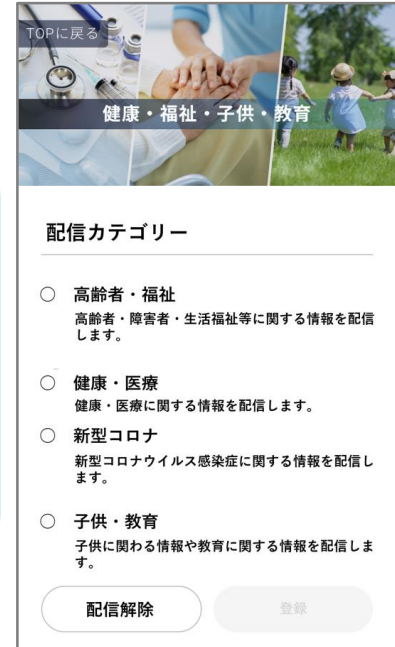 TOPに戻る
健康・福祉・子供・教育
配信カテゴリー
高齢者・福祉
高齢者・障害者・生活福祉等に関する情報を配信
します。
健康・医療
健康・医療に関する情報を配信します。
新型コロナ
新型コロナウイルス感染症に関する情報を配信し
ます。
子供・教育
子供に関わる情報や教育に関する情報を配信しま
す。
配信解除
登録